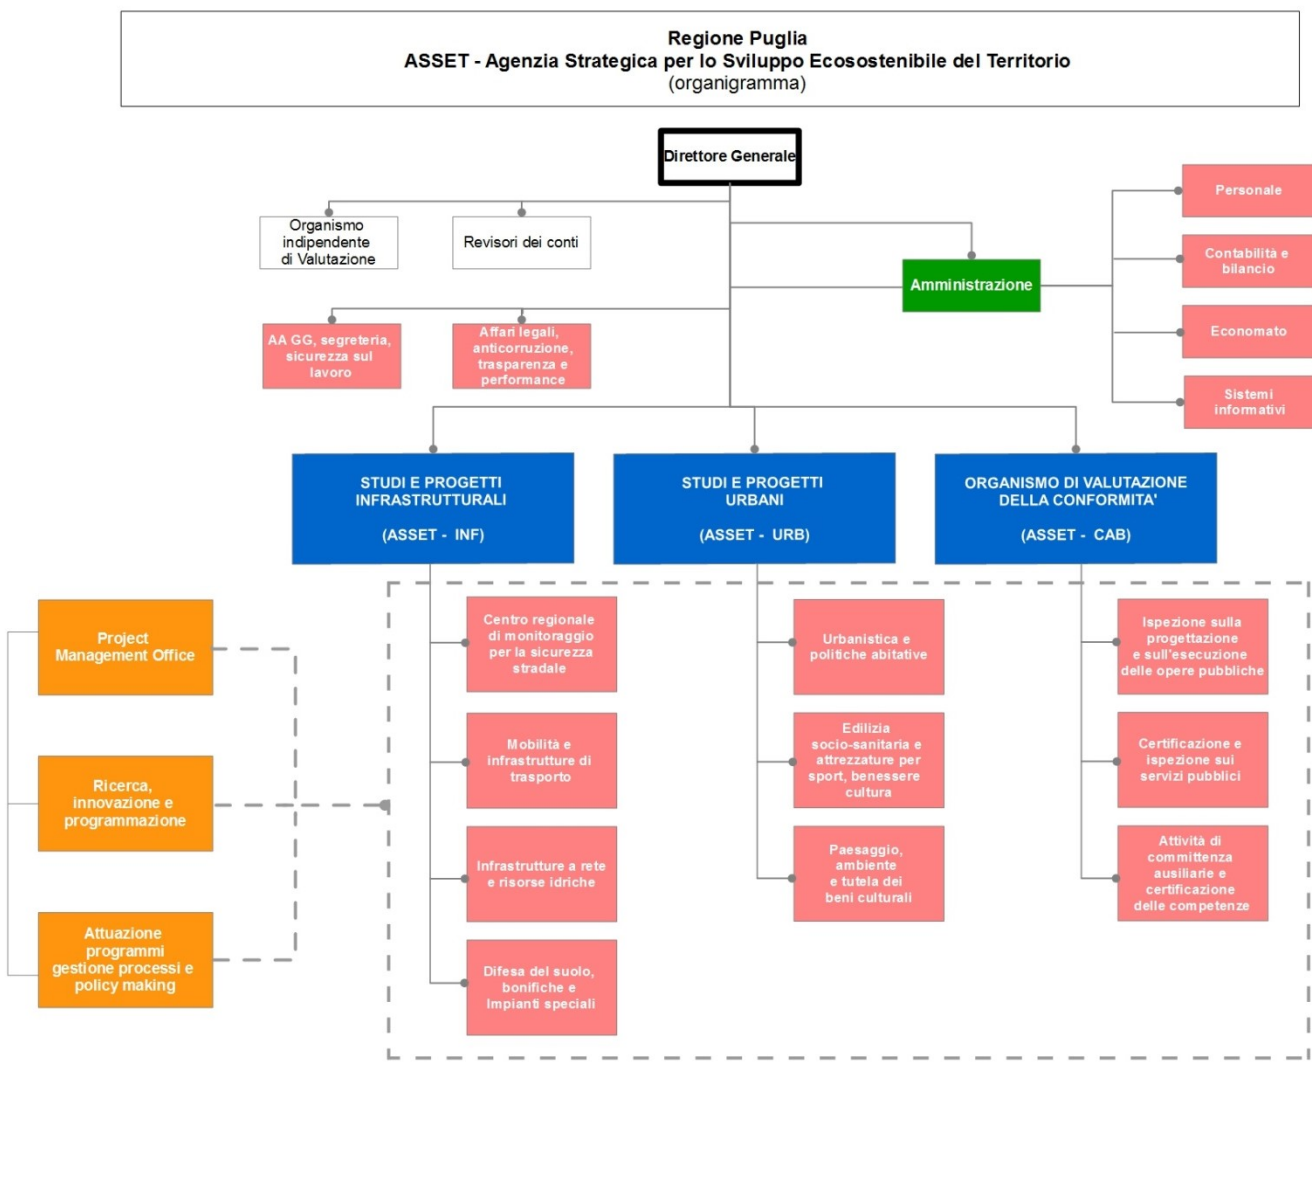 Regione Puglia
ASSET - Agenzia Strategica per lo Sviluppo Ecosostenibile del Territorio
(organigramma)
Direttore Generale
Organismo
indipendente
di Valutazione
Revisori dei conti
Amministrazione
Personale
Contabilità e
bilancio
Economato
Sistemi
informativi
AA GG, segreteria,
sicurezza sul
lavoro
Affari legali,
anticorruzione,
trasparenza e
performance
STUDI E PROGETTI
INFRASTRUTTURALI
(ASSET - INF)
STUDI E PROGETTI
URBANI
(ASSET - URB)
ORGANISMO DI VALUTAZIONE
DELLA CONFORMITA'
(ASSET - CAB)
Project
Management Office
Ricerca,
innovazione e
programmazione
Attuazione
programmi
gestione processi e
policy making
Centro regionale
di monitoraggio
per la sicurezza
stradale
Mobilità e
infrastrutture di
trasporto
Infrastrutture a rete
e risorse idriche
Difesa del suolo,
bonifiche e
Impianti speciali
Urbanistica e
politiche abitative
Edilizia
socio-sanitaria e
attrezzature per
sport, benessere
cultura
Paesaggio,
ambiente
e tutela dei
beni culturali
Ispezione sulla
progettazione
e sull'esecuzione
delle opere pubbliche
Certificazione e
ispezione sui
servizi pubblici
Attività di
committenza
ausiliarie e
certificazione
delle competenze